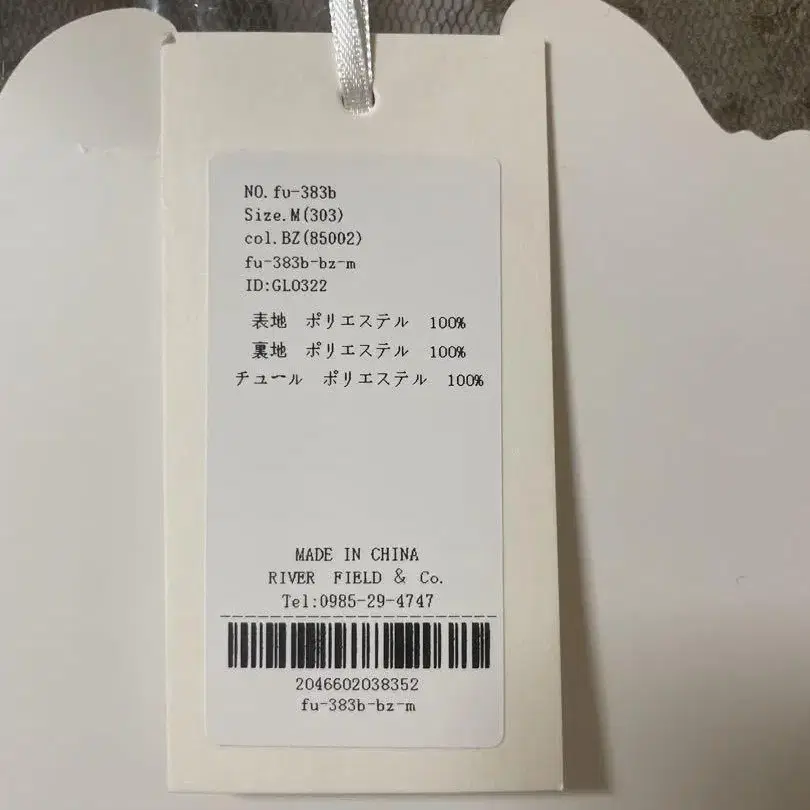 NO.fu-383b
Size.M(303)
col.BZ(85002)
fu-383b-bz-m
ID:GL0322
表地　ポリエステル　100%
裏地　ポリエステル　100%
チュール　ポリエステル　100%
MADE IN CHINA
RIVER FIELD & Co.
Tel:0985-29-4747
2046602038352
fu-383b-bz-m